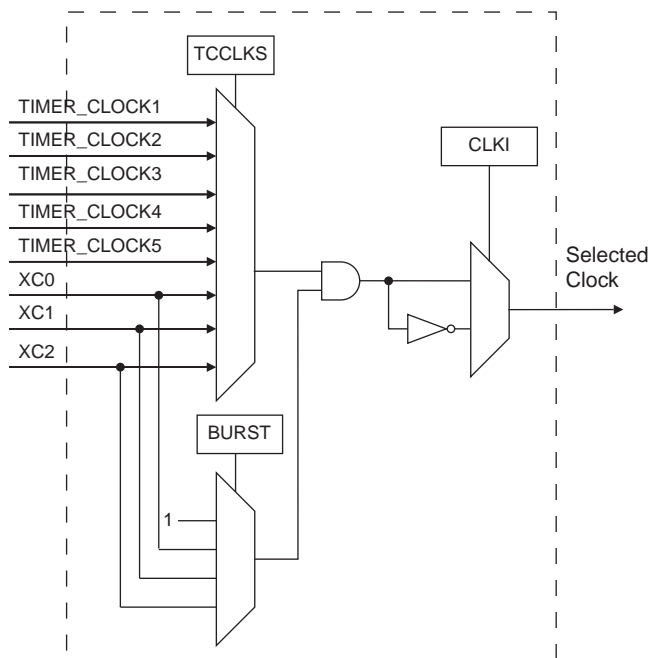 TCCLKS
TIMER_CLOCK1
TIMER_CLOCK2
TIMER_CLOCK3
TIMER_CLOCK4
TIMER_CLOCK5
XC0
XC1
XC2
CLKI
Selected
Clock
BURST
1